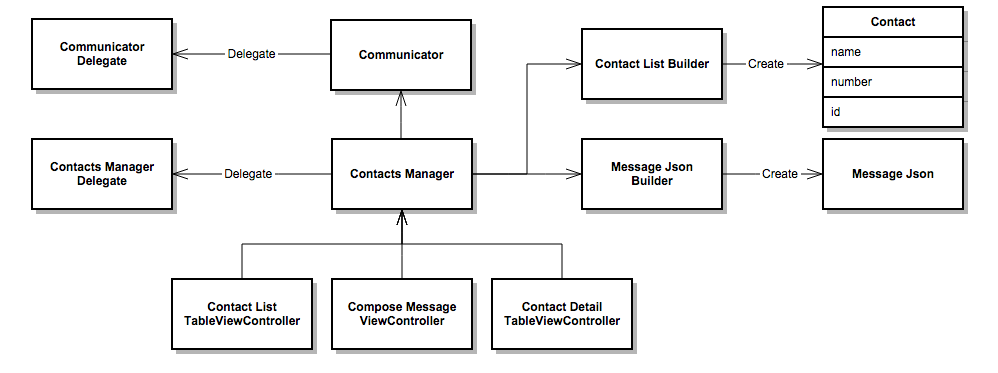 Communicator
Delegate
Delegate
Communicator
Contact List Builder
Create
Contact
name
number
id
Contacts Manager
Delegate
Delegate
Contacts Manager
Message Json
Builder
Create
Message Json
Contact List
TableViewController
Compose Message
ViewController
Contact Detail
TableViewController